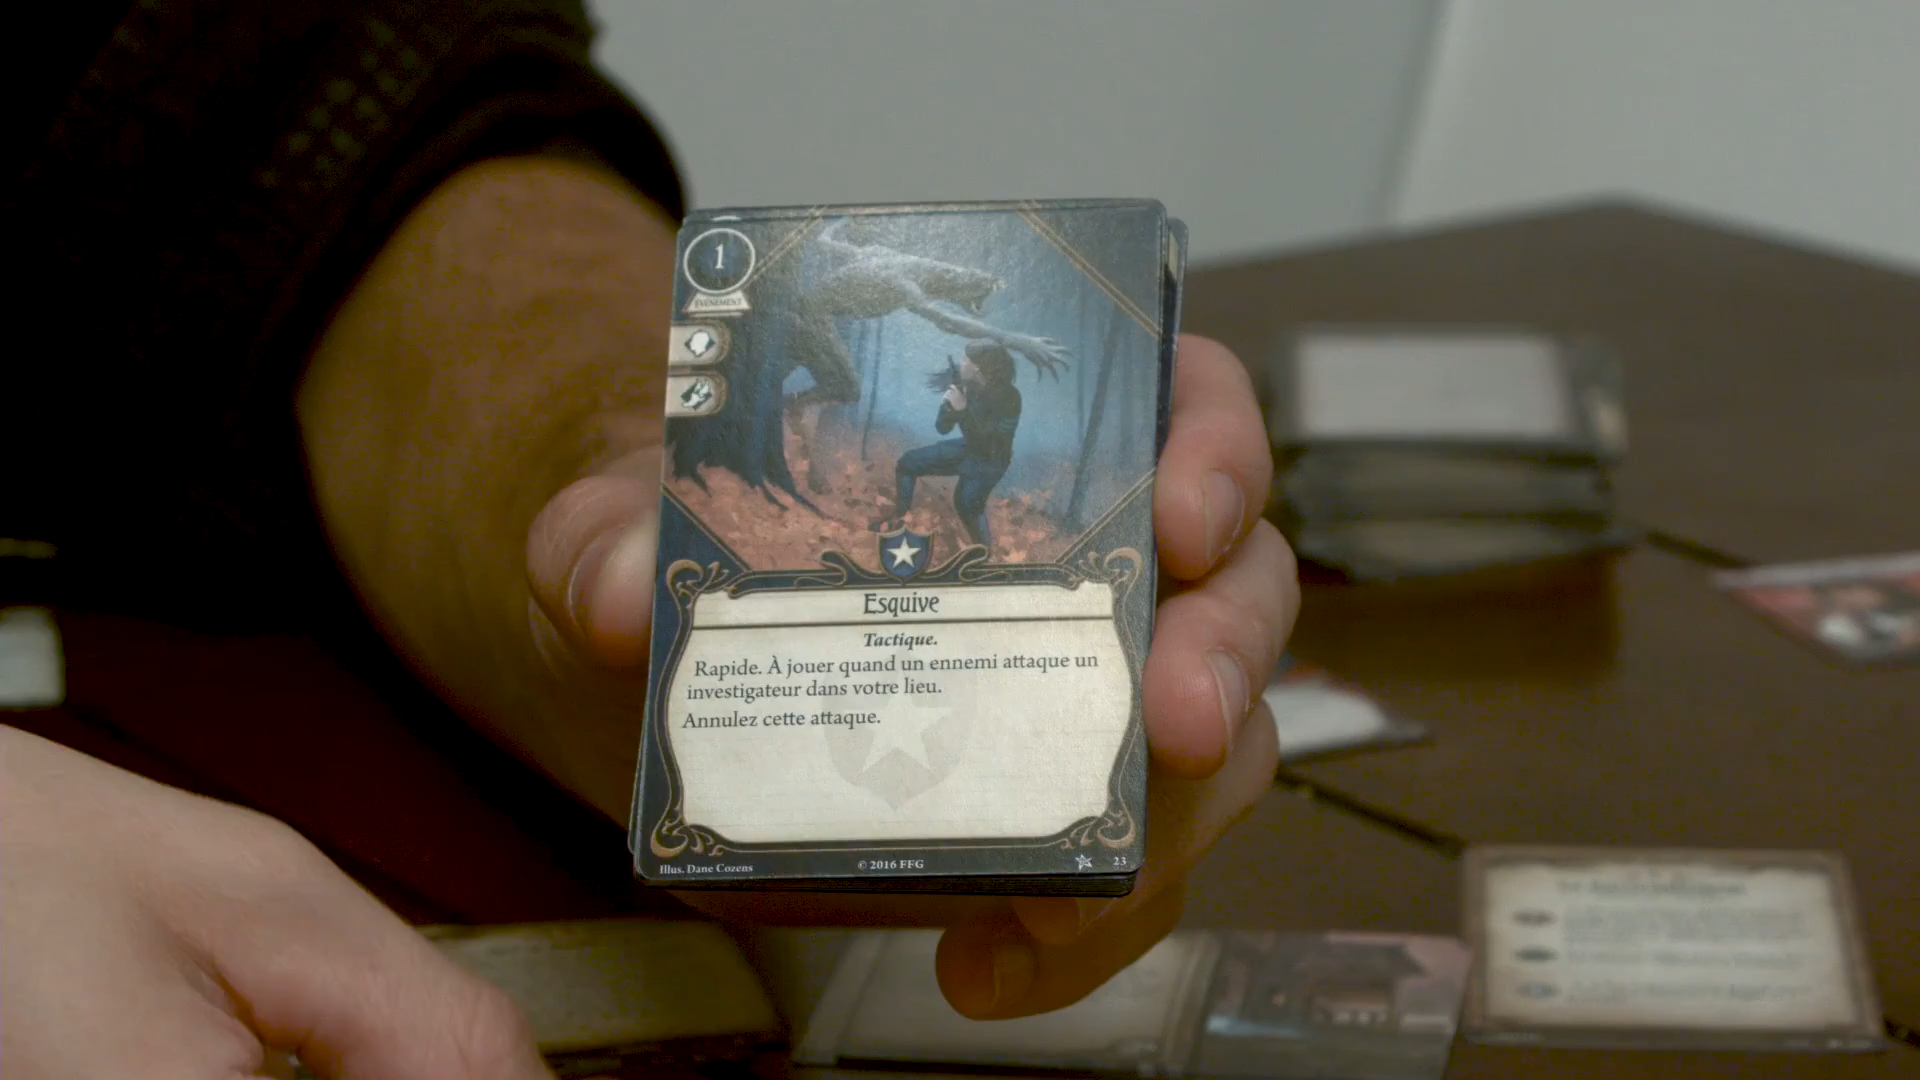 1
ÉVÉNEMENT
Esquive
Tactique.
Rapide. À jouer quand un ennemi attaque un
investigateur dans votre lieu.
Annulez cette attaque.
Illus. Dane Cozens
© 2016 FFG
23